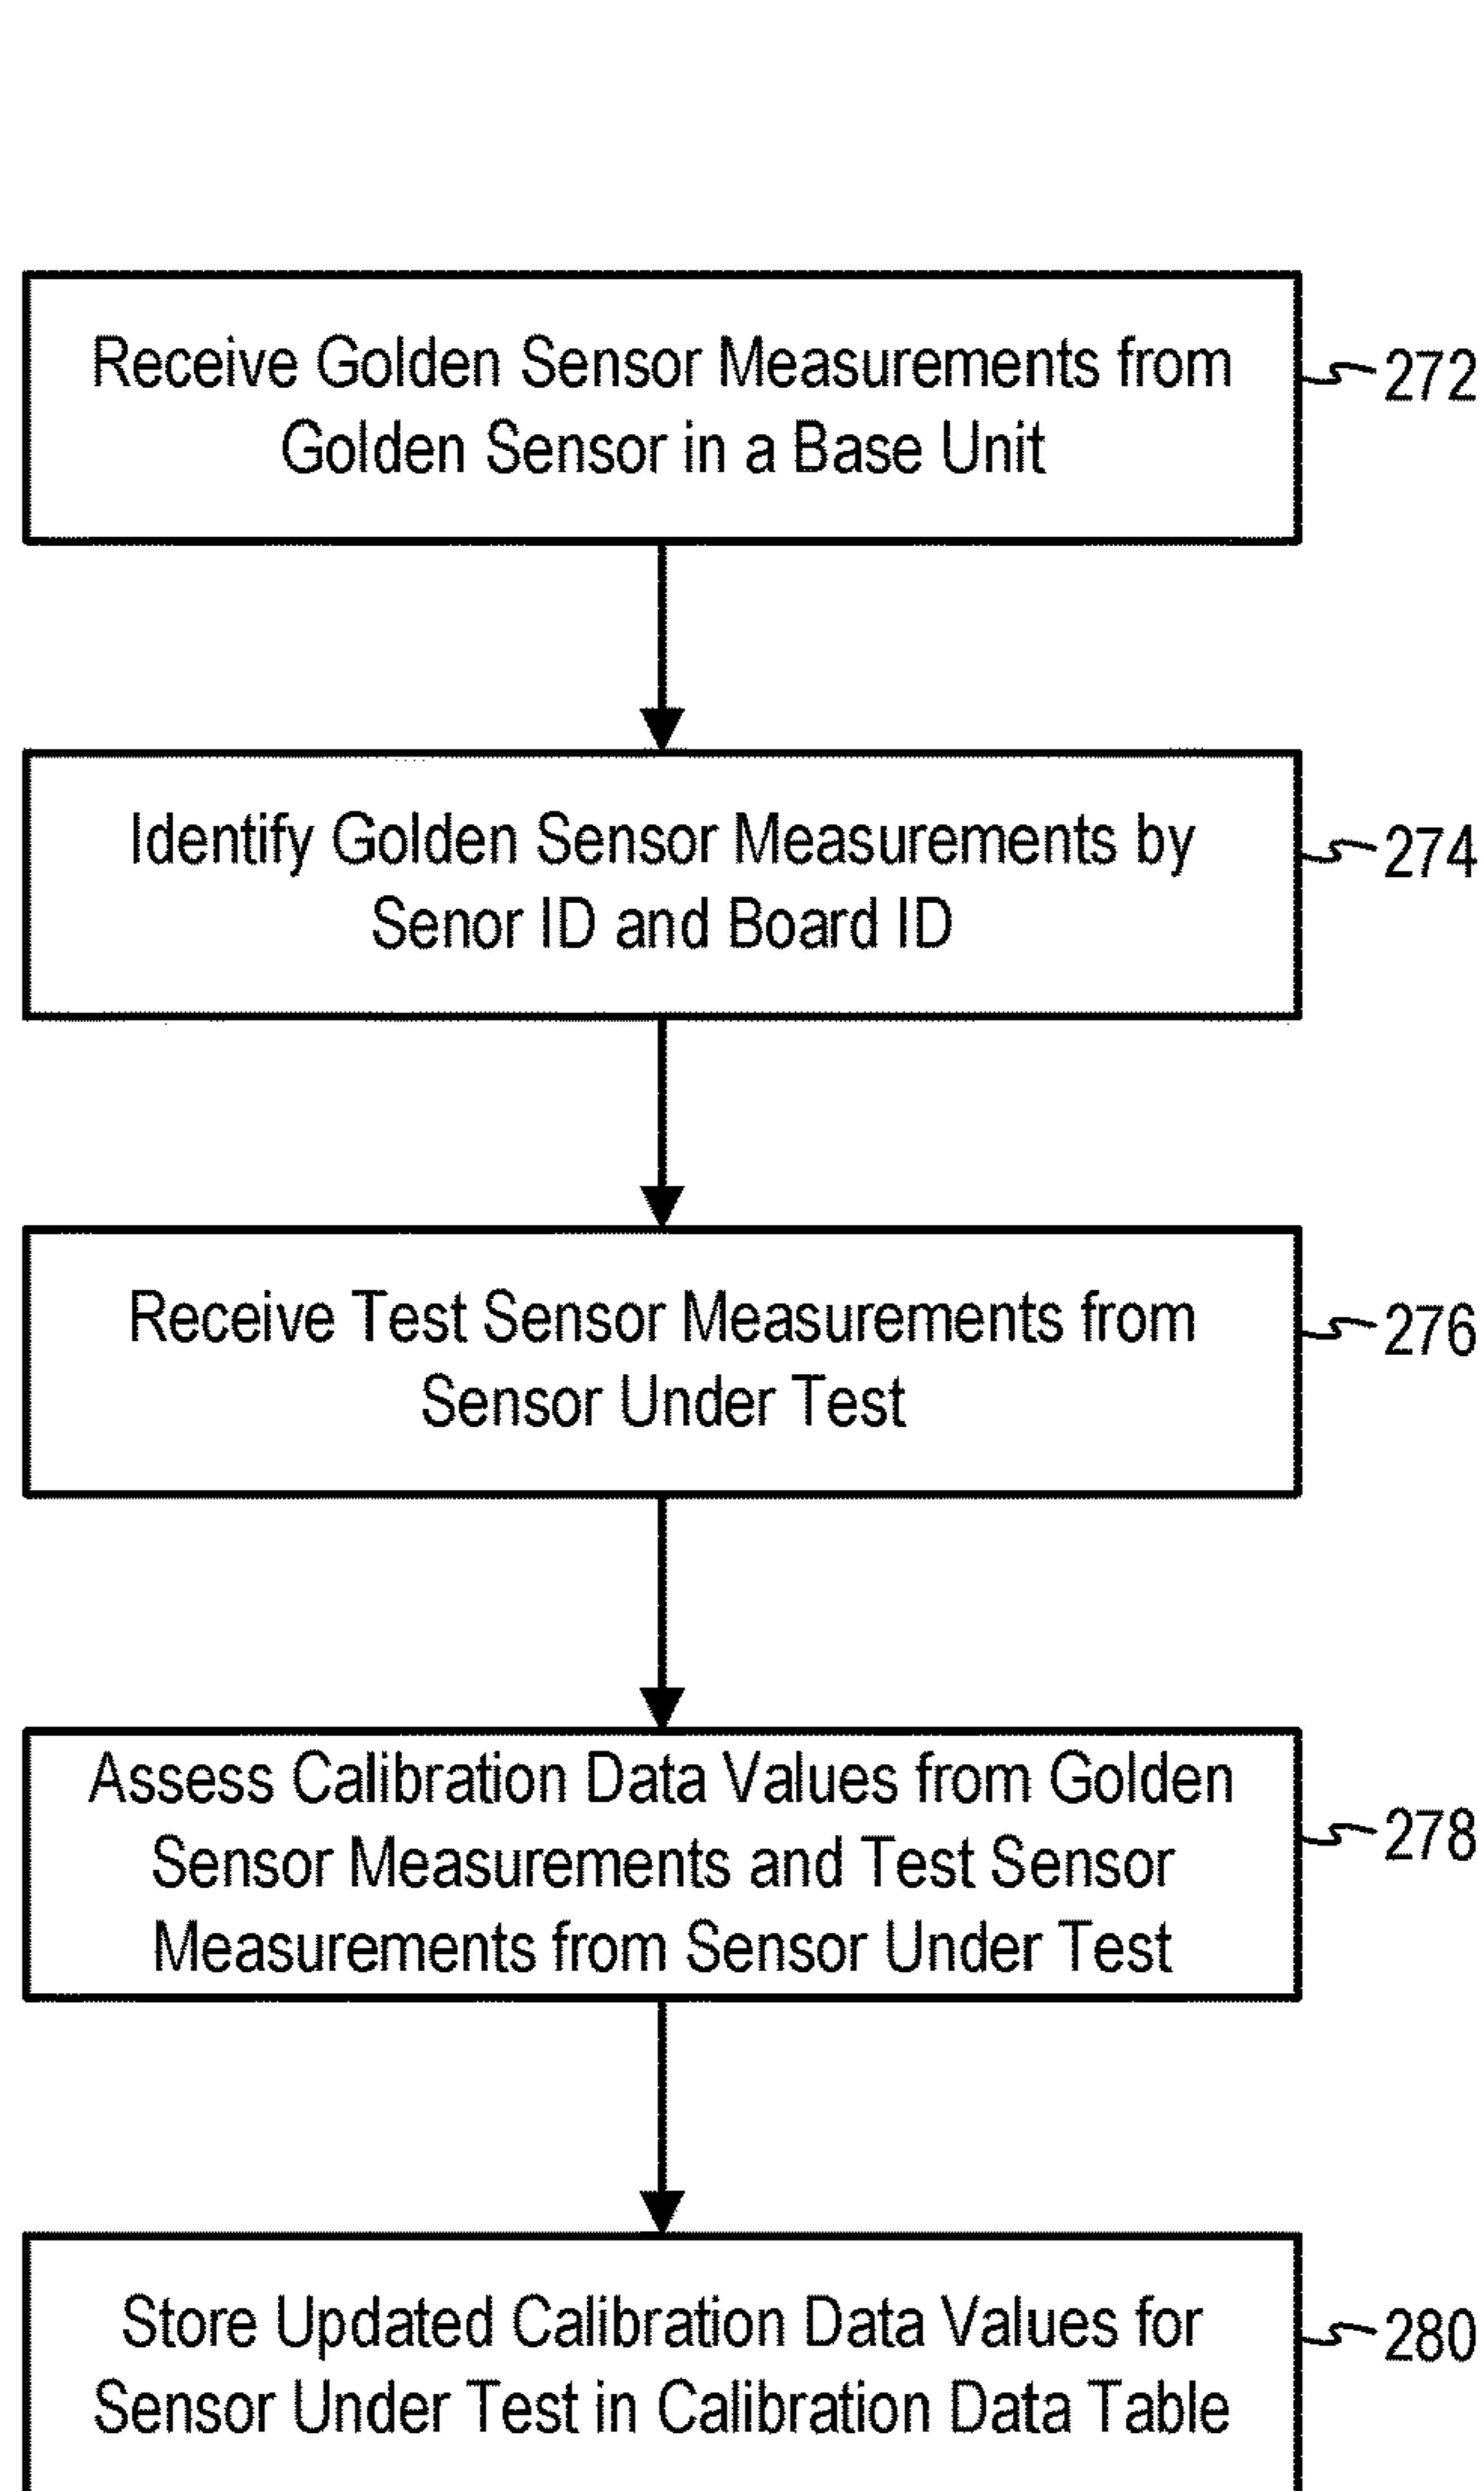 Receive Golden Sensor Measurements from
Golden Sensor in a Base Unit
272
Identify Golden Sensor Measurements by
Senor ID and Board ID
274
Receive Test Sensor Measurements from
Sensor Under Test
276
Assess Calibration Data Values from Golden
Sensor Measurements and Test Sensor
Measurements from Sensor Under Test
278
Store Updated Calibration Data Values for
Sensor Under Test in Calibration Data Table
280